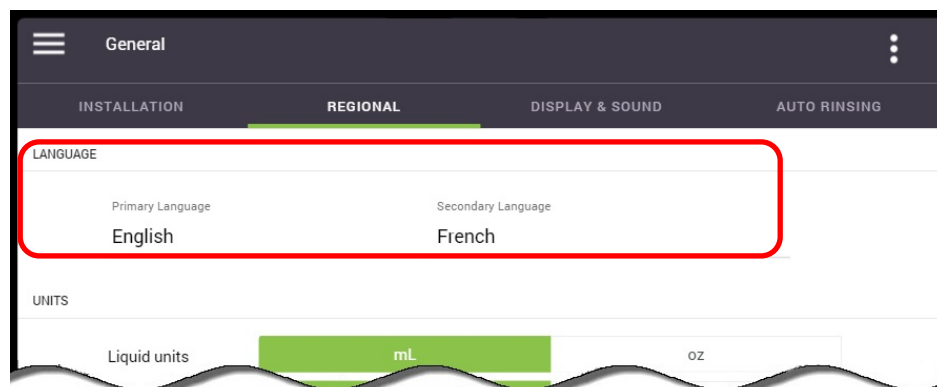 General
INSTALLATION REGIONAL DISPLAY & SOUND AUTO RINSING
LANGUAGE
Primary Language Secondary Language
English French
UNITS
Liquid units mL oz